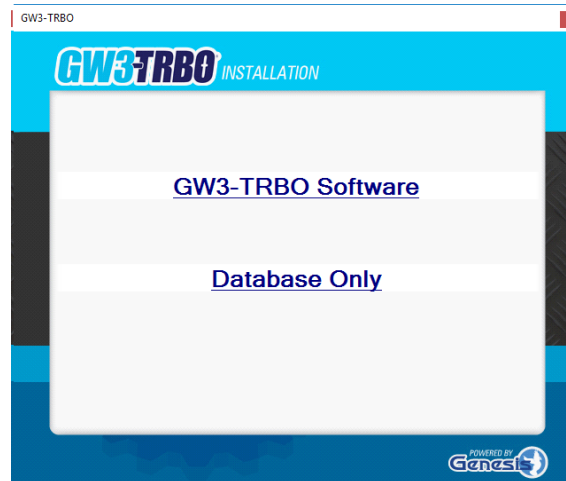 GW3-TRBO
GW3-TRBO INSTALLATION
GW3-TRBO Software
Database Only
POWERED BY
Genesis